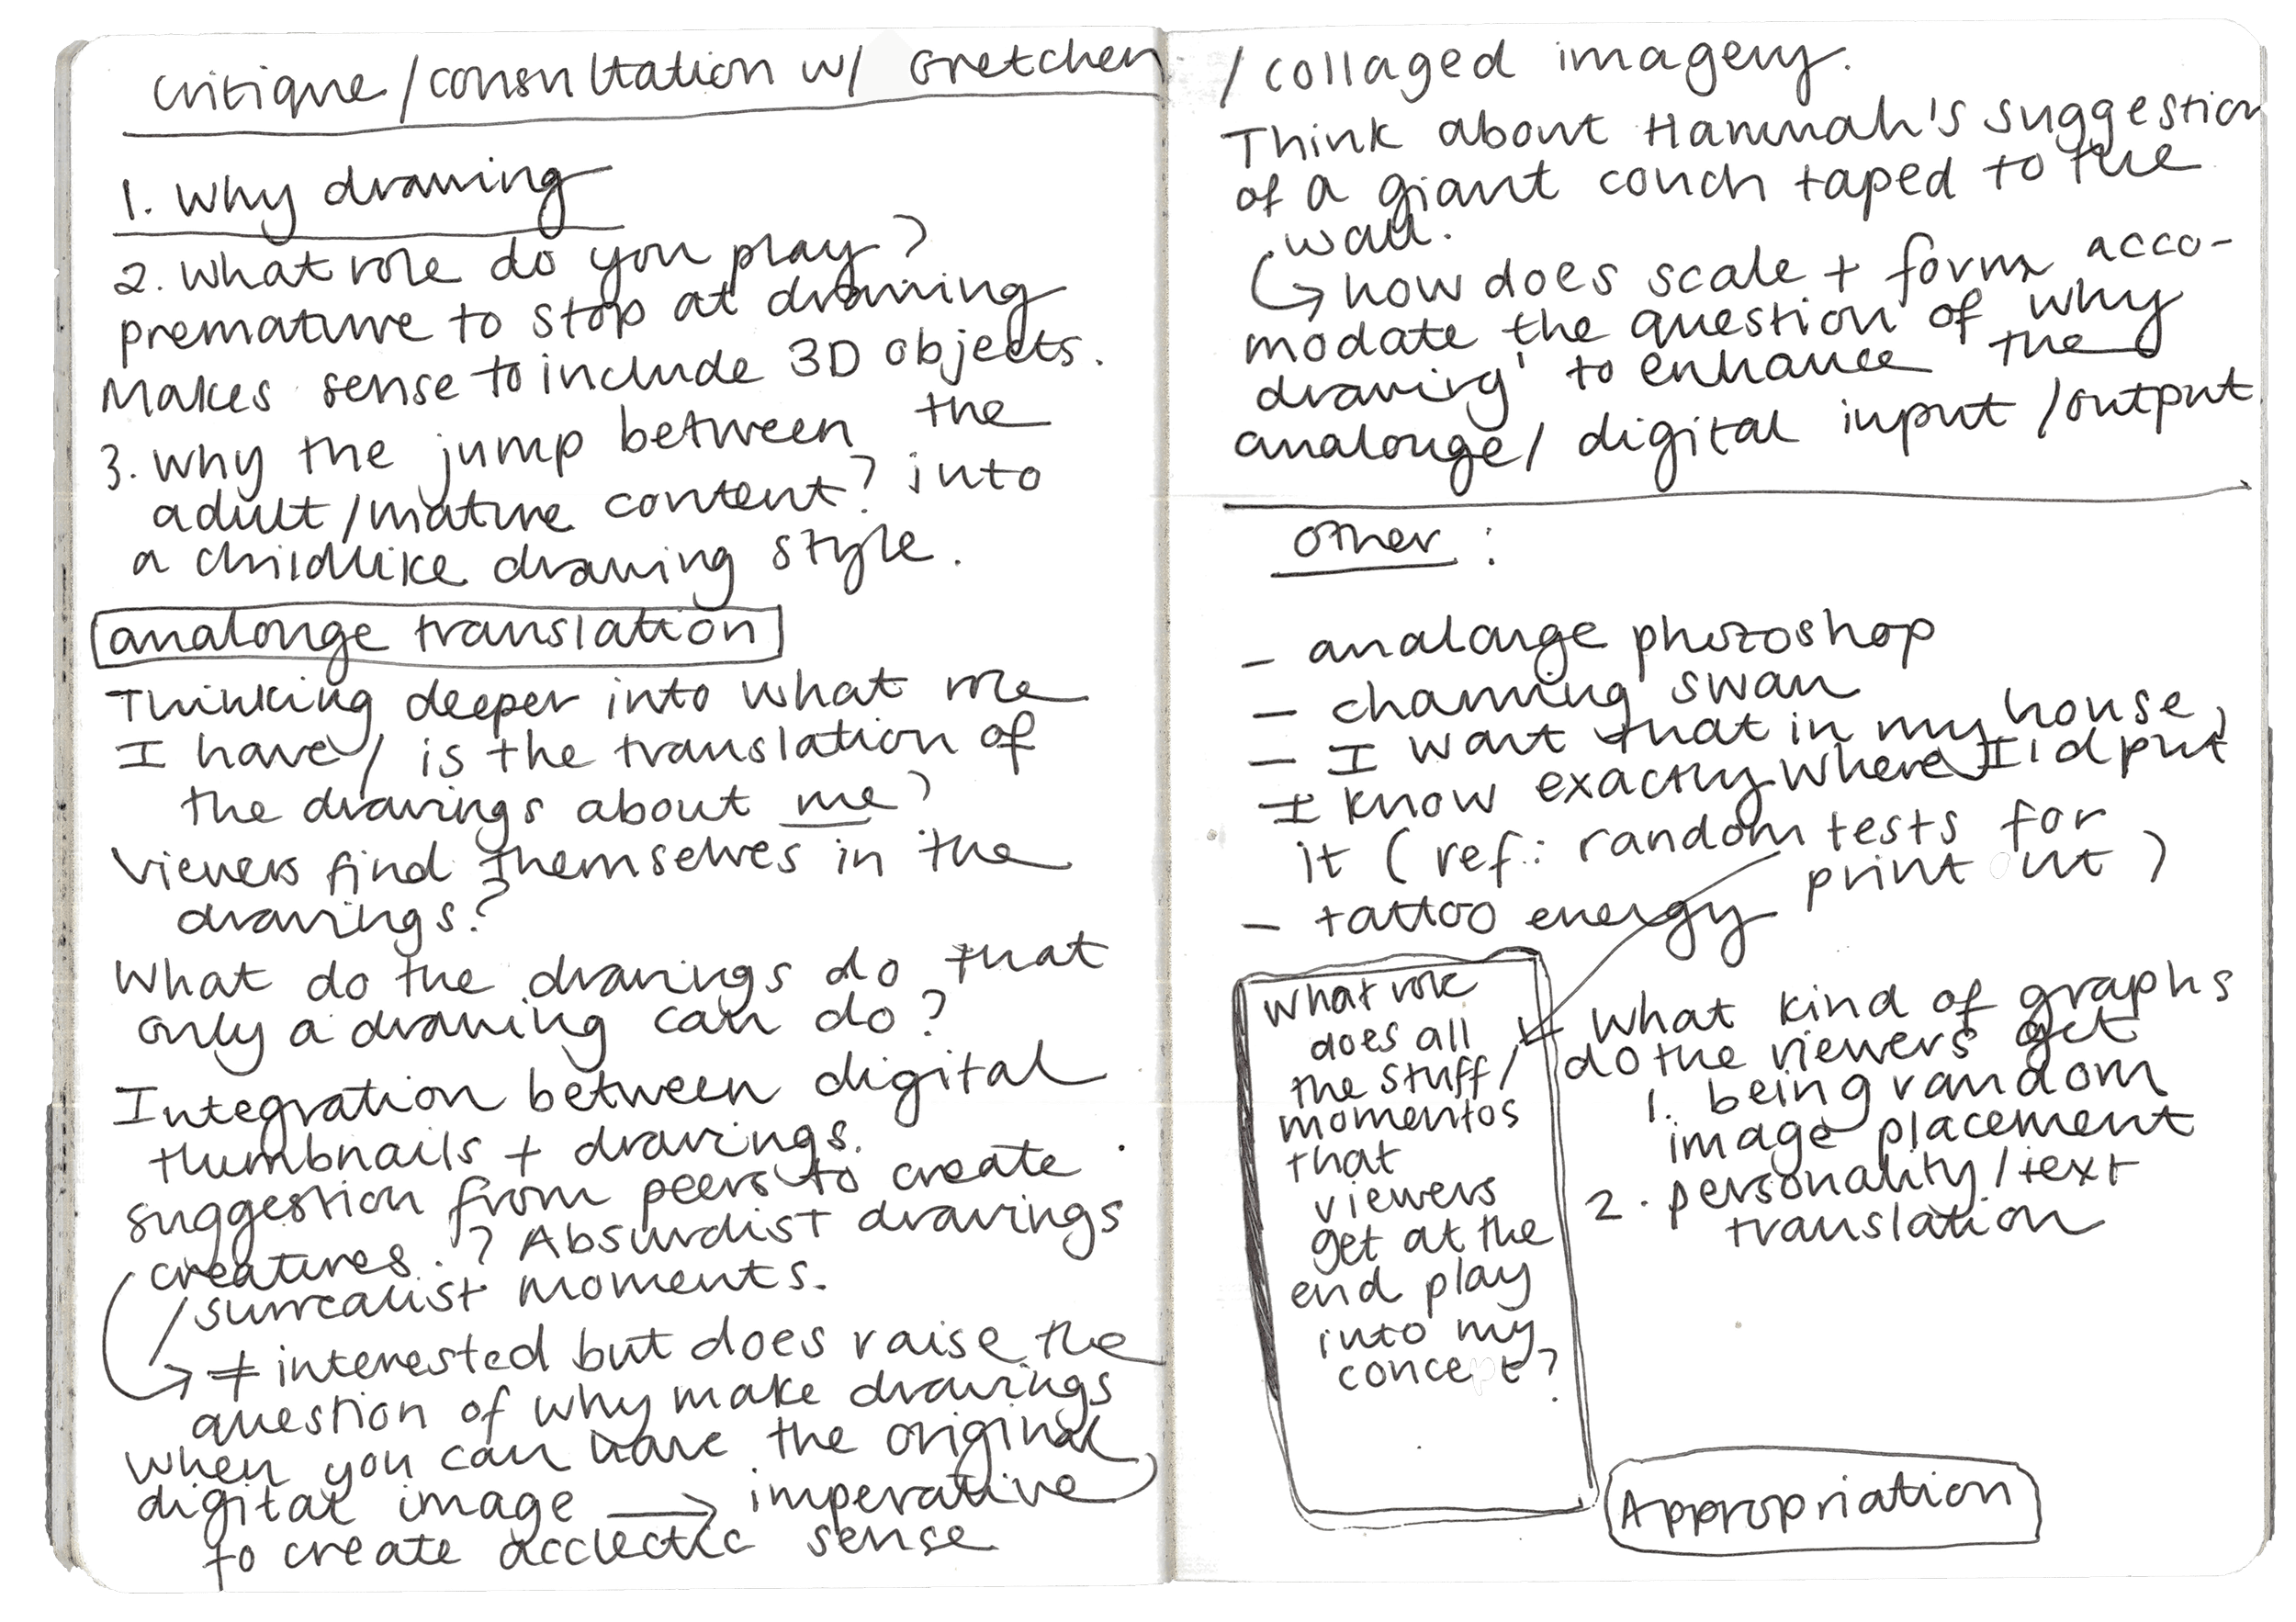 critique/consultation w/ Gretchen
1. Why drawing
2. What role do you play?
premature to stop at drawing
Makes sense to include 3D objects.
3. Why the jump between the
adult/mature content? into
a childlike drawing style.
analouge translation
Thinking deeper into what role
I have/ is the translation of
the drawings about me?
Viewers find themselves in the
drawings?
What do the drawings do that
only a drawing can do?
Integration between digital
thumbnails + drawings.
suggestion from peers to create
creatures.? Absurdist drawings
/surrealist moments.
interested but does raise the
question of why make drawings
when you can have the original
digital image → imperative
to create acclectic sense
/collaged imagery.
Think about Hannah's suggestion
of a giant couch taped to the
wall.
↳ how does scale + form acco-
modate the question of 'why
drawing' to enhance the
analouge/ digital input/output
other:
- analouge photoshop
- charming swan
- I want that in my house,
I know exactly where I'd put
it (ref: random tests for
print out)
- tattoo energy
What role
does all
the stuff/
momentos
that
viewers
get at the
end play
into my
concept?
What kind of graphs
do the viewers get
1. being random
image placement
2. personality/text
translation
Appropriation